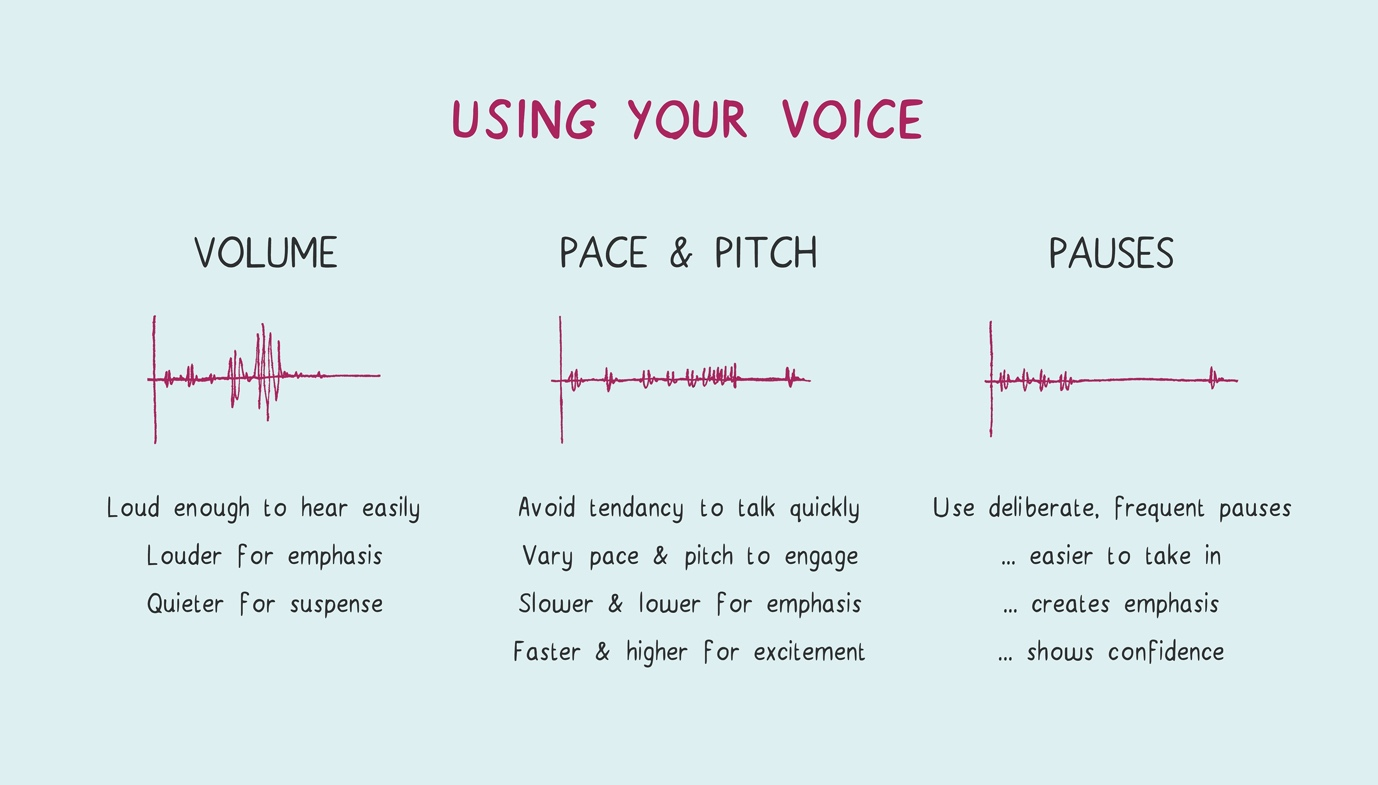 USING YOUR VOICE
VOLUME
Loud enough to hear easily
Louder for emphasis
Quieter for suspense
PACE & PITCH
Avoid tendancy to talk quickly
Vary pace & pitch to engage
Slower & lower for emphasis
Faster & higher for excitement
PAUSES
Use deliberate, frequent pauses
... easier to take in
... creates emphasis
... shows confidence